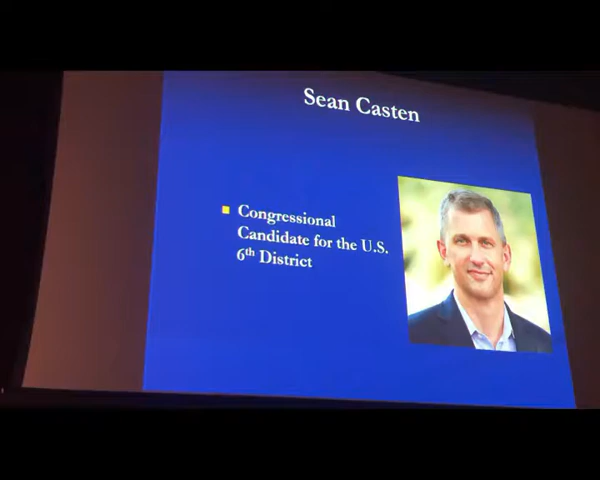 Sean Casten
Congressional
Candidate for the U.S.
6th District